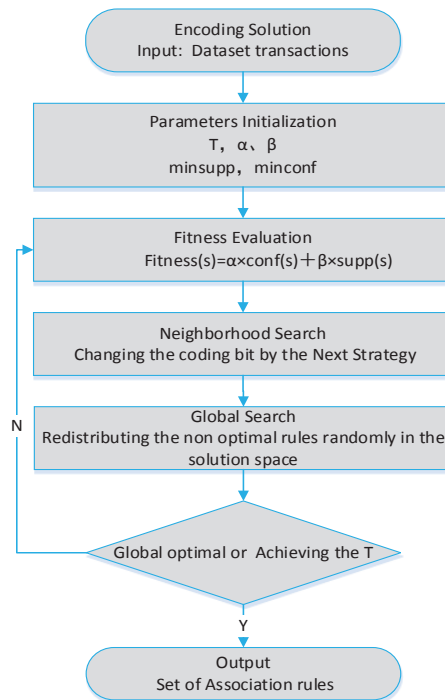 Encoding Solution
Input: Dataset transactions
Parameters Initialization
T, α、β
minsupp, minconf
Fitness Evaluation
Fitness(s)=α×conf(s)+β×supp(s)
Neighborhood Search
Changing the coding bit by the Next Strategy
Global Search
Redistributing the non optimal rules randomly in the
solution space
N
Global optimal or Achieving the T
Y
Output
Set of Association rules